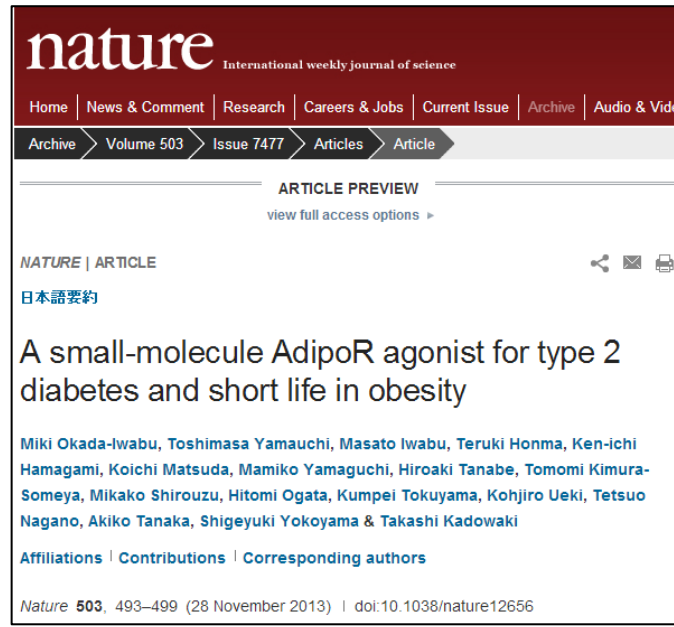 nature International weekly journal of science
Home News & Comment Research Careers & Jobs Current Issue Archive Audio & Vide
Archive Volume 503 Issue 7477 Articles Article
ARTICLE PREVIEW
view full access options
NATURE | ARTICLE
日本語要約
A small-molecule AdipoR agonist for type 2
diabetes and short life in obesity
Miki Okada-Iwabu, Toshimasa Yamauchi, Masato Iwabu, Teruki Honma, Ken-ichi
Hamagami, Koichi Matsuda, Mamiko Yamaguchi, Hiroaki Tanabe, Tomomi Kimura-
Someya, Mikako Shirouzu, Hitomi Ogata, Kumpei Tokuyama, Kohjiro Ueki, Tetsuo
Nagano, Akiko Tanaka, Shigeyuki Yokoyama & Takashi Kadowaki
Affiliations | Contributions | Corresponding authors
Nature 503, 493–499 (28 November 2013) | doi:10.1038/nature12656